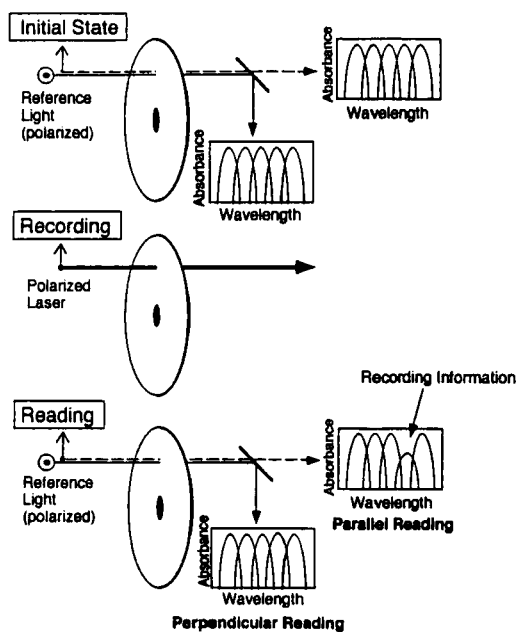 Initial State
Reference
Light
(polarized)
Absorbance
Wavelength
Absorbance
Wavelength
Recording
Polarized
Laser
Recording Information
Reading
Reference
Light
(polarized)
Absorbance
Wavelength
Parallel Reading
Absorbance
Wavelength
Perpendicular Reading